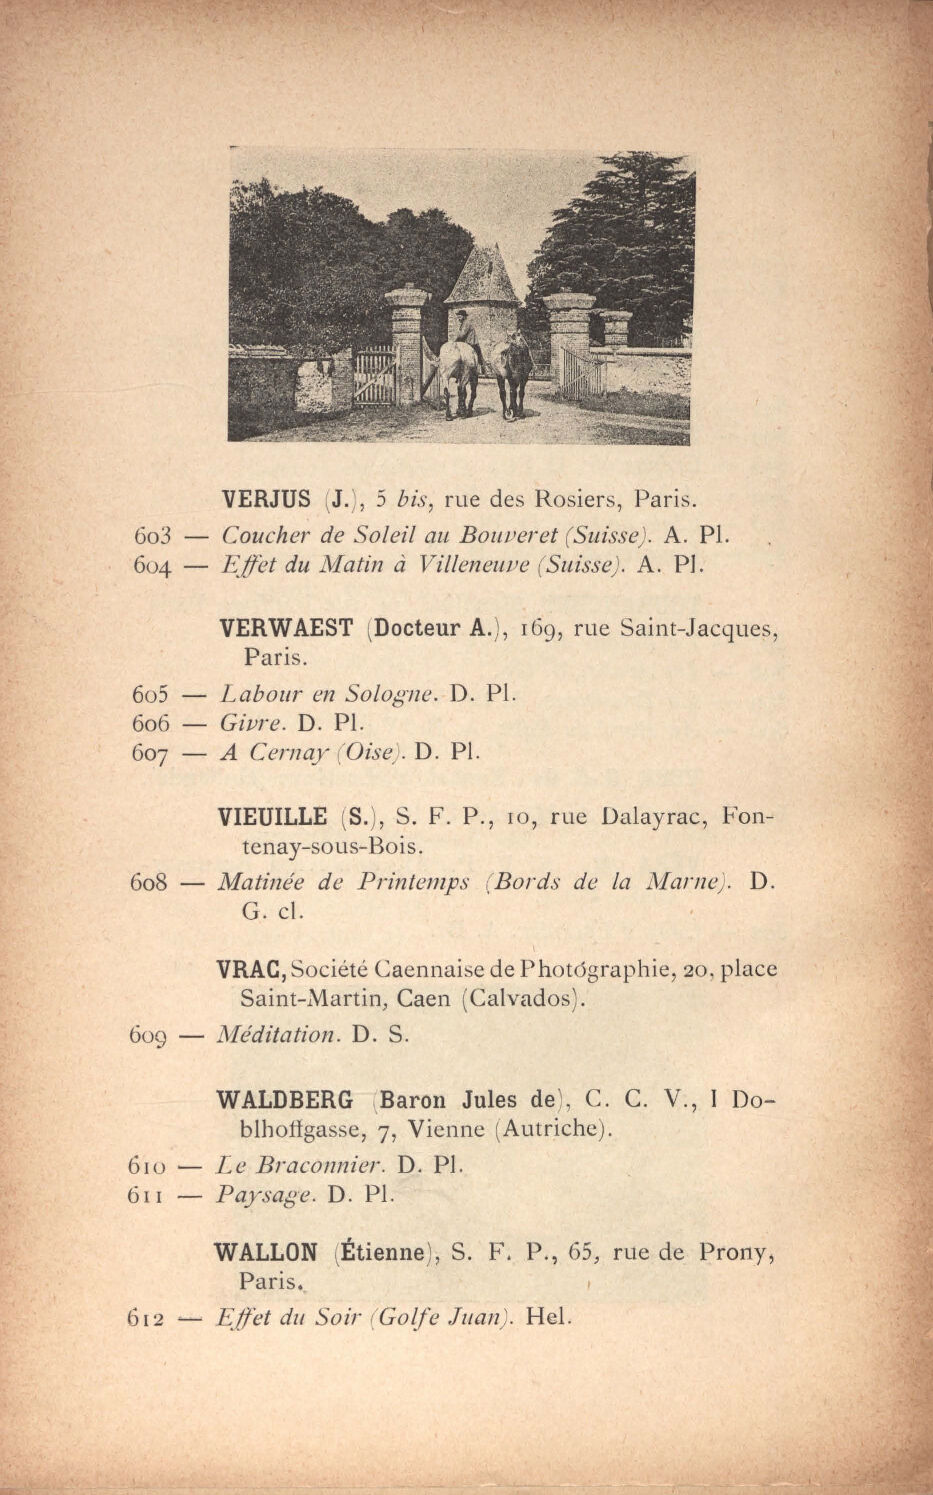 VERJUS (J.), 5 bis, rue des Rosiers, Paris.
603 — Coucher de Soleil au Bouveret (Suisse). A. Pl.
604 — Effet du Matin à Villeneuve (Suisse). A. Pl.
VERWAEST (Docteur A.), 169, rue Saint-Jacques,
Paris.
605 — Labour en Sologne. D. Pl.
606 — Givre. D. Pl.
607 — A Cernay (Oise). D. Pl.
VIEUILLE (S.), S. F. P., 10, rue Dalayrac, Fon-
tenay-sous-Bois.
608 — Matinée de Printemps (Bords de la Marne). D.
G. cl.
VRAC, Société Caennaise de Photographie, 20, place
Saint-Martin, Caen (Calvados).
609 — Méditation. D. S.
WALDBERG (Baron Jules de), C. C. V., I Do-
blhoffgasse, 7, Vienne (Autriche).
610 — Le Braconnier. D. Pl.
611 — Paysage. D. Pl.
WALLON (Étienne), S. F. P., 65, rue de Prony,
Paris.
612 — Effet du Soir (Golfe Juan). Hel.